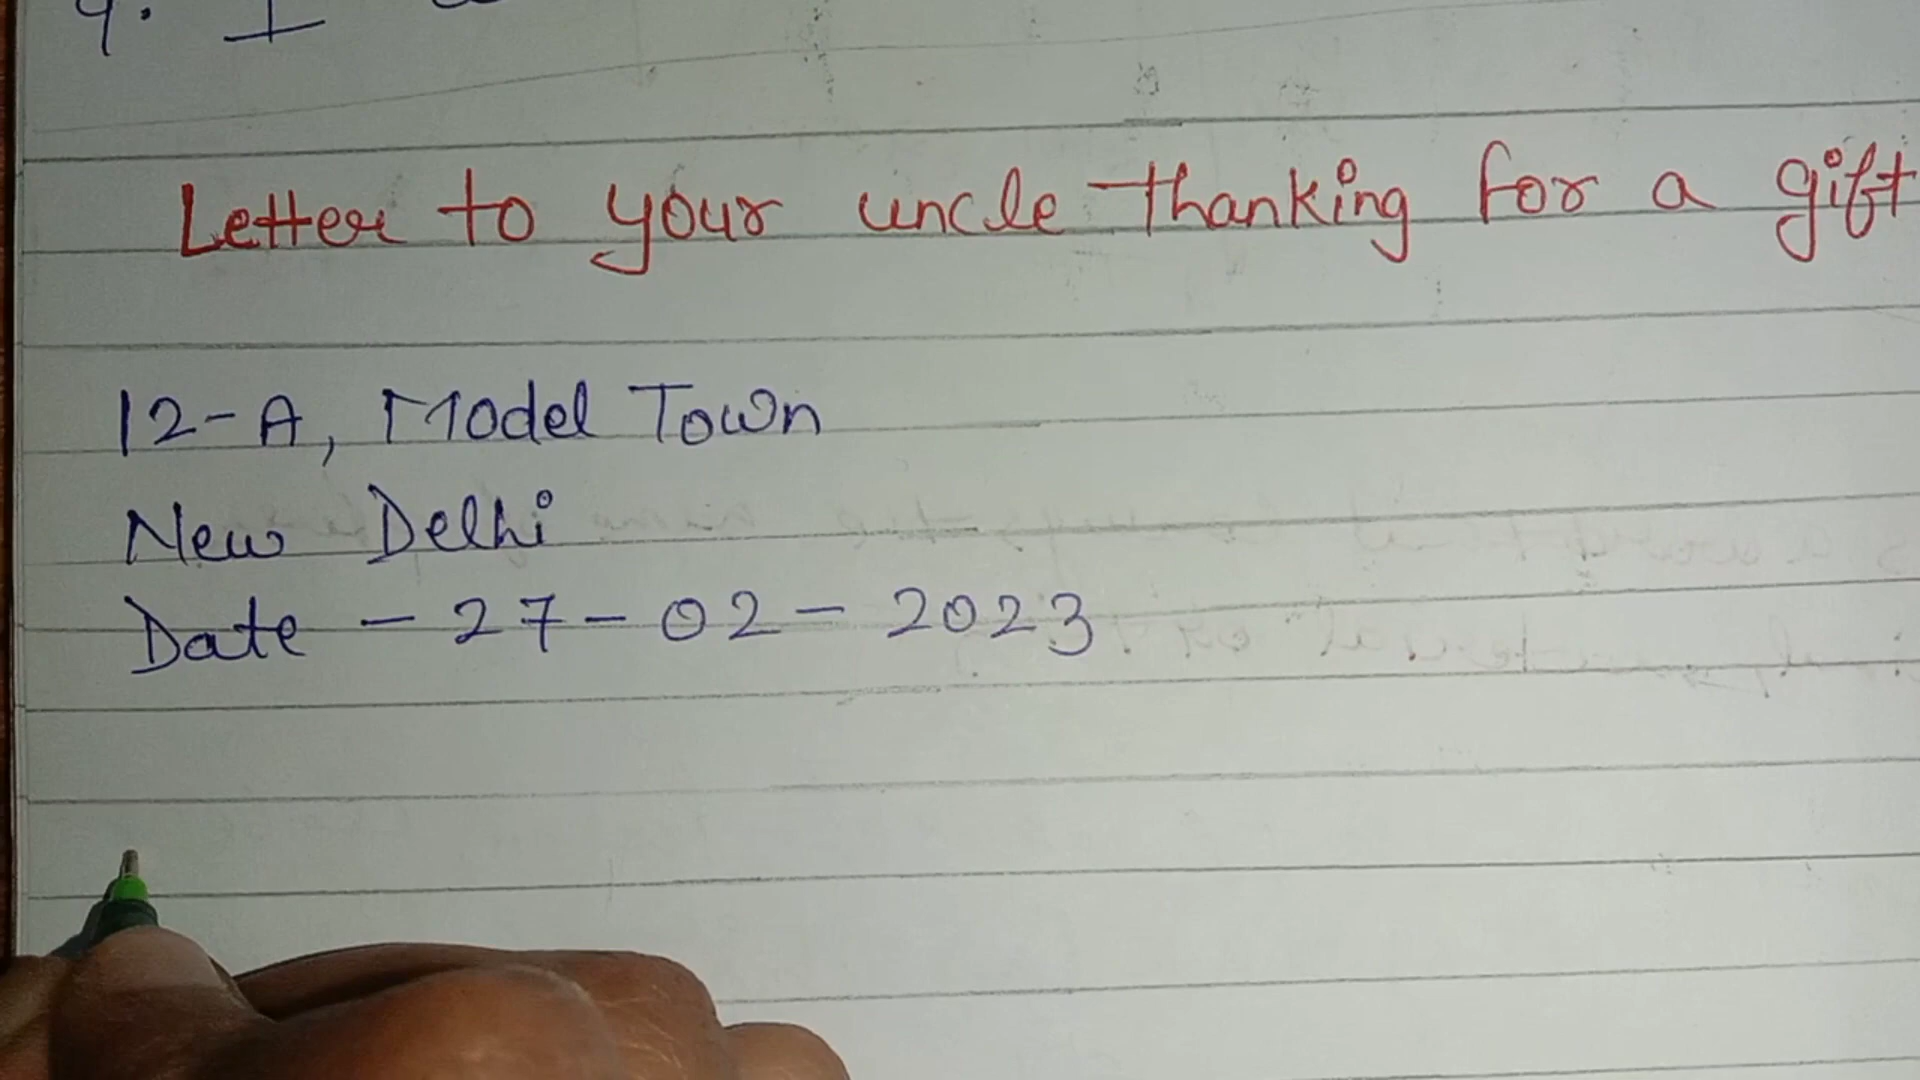 Letter to your uncle thanking for a gift
12-A, Model Town
New Delhi
Date - 27-02-2023